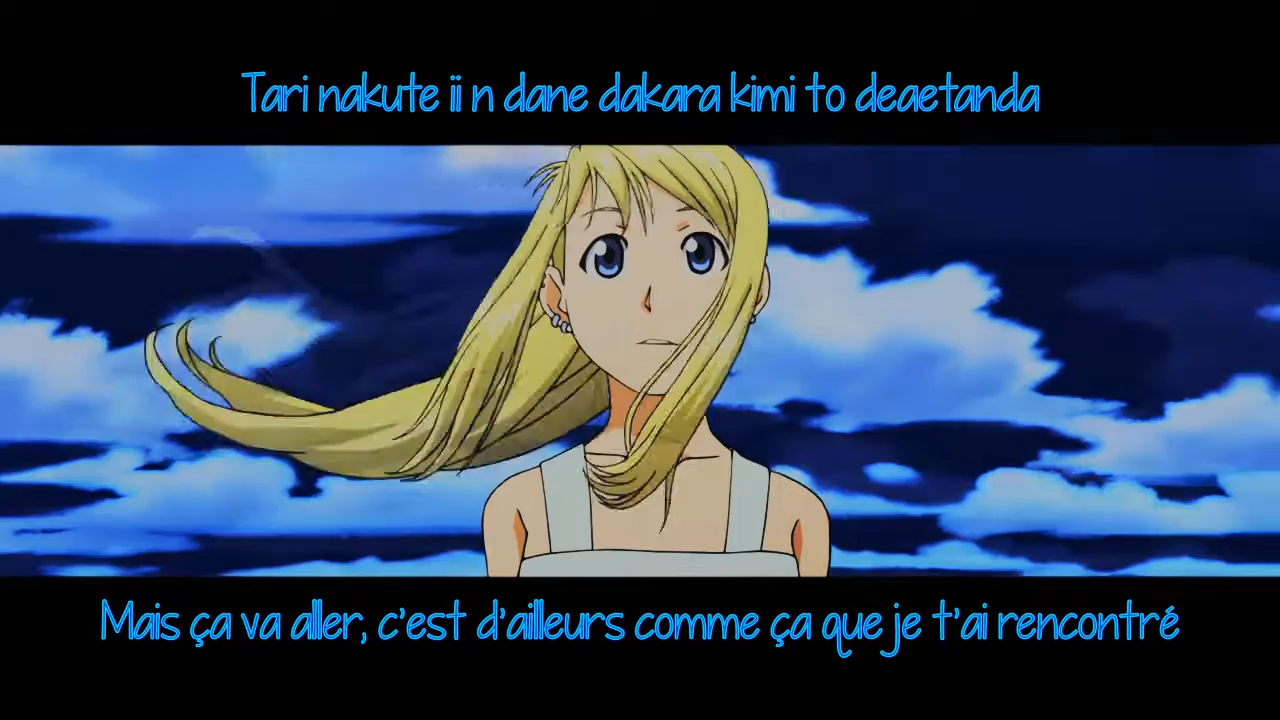 Tari nakute ii n dane dakara kimi to deaetanda
Mais ça va aller, c'est d'ailleurs comme ça que je t'ai rencontré